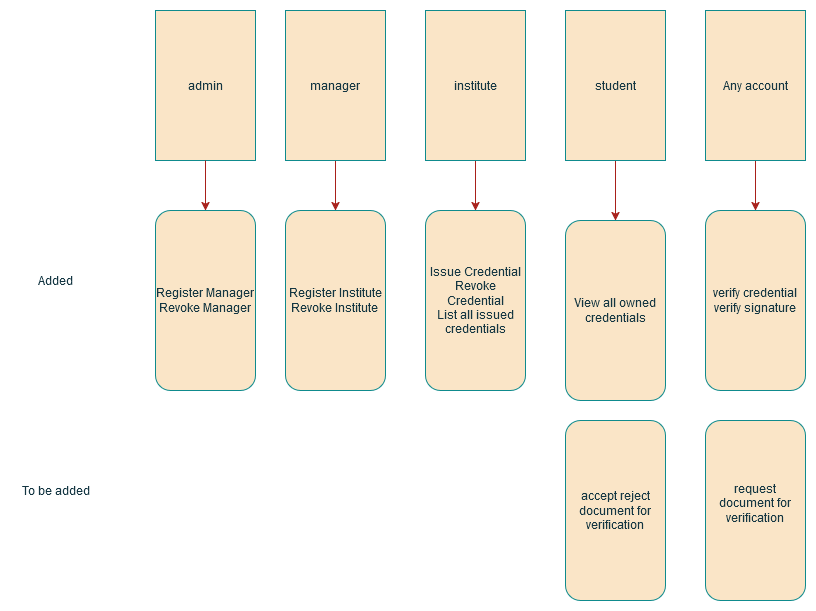 admin
manager
institute
student
Any account
Added
Register Manager
Revoke Manager
Register Institute
Revoke Institute
Issue Credential
Revoke
Credential
List all issued
credentials
View all owned
credentials
verify credential
verify signature
To be added
accept reject
document for
verification
request
document for
verification